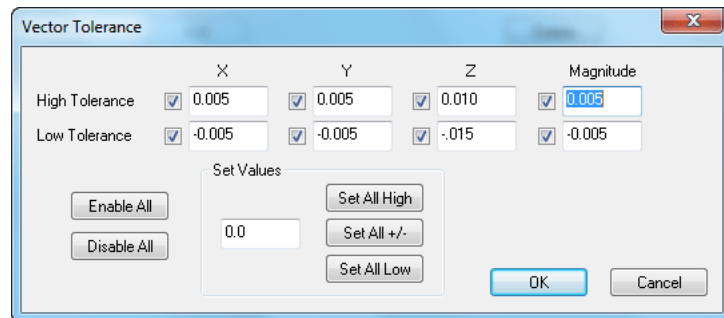 Vector Tolerance
X Y Z Magnitude
High Tolerance 0.005 0.005 0.010 0.005
Low Tolerance -0.005 -0.005 -.015 -0.005
Set Values
Enable All
Set All High
0.0
Set All +/-
Disable All
Set All Low
OK Cancel